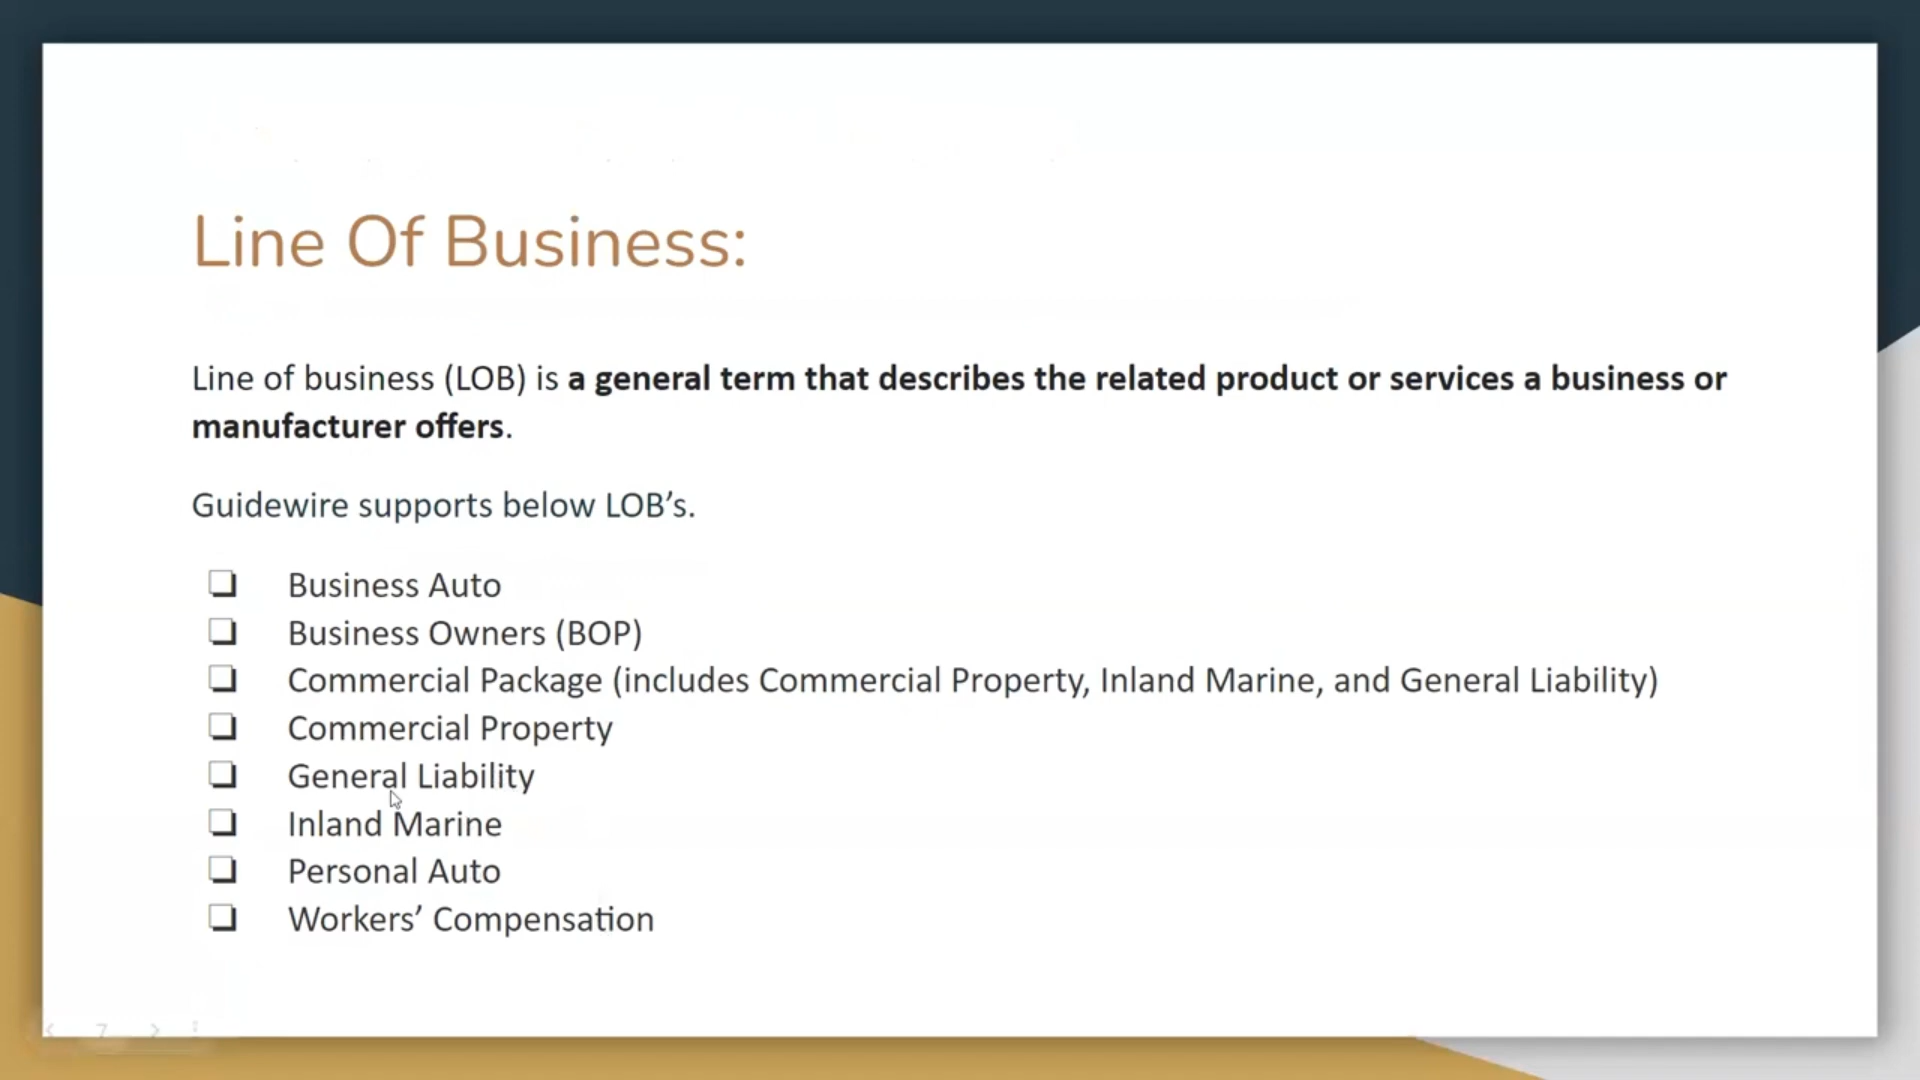 Line Of Business:
Line of business (LOB) is a general term that describes the related product or services a business or
manufacturer offers.
Guidewire supports below LOB’s.
Business Auto
Business Owners (BOP)
Commercial Package (includes Commercial Property, Inland Marine, and General Liability)
Commercial Property
General Liability
Inland Marine
Personal Auto
Workers’ Compensation
7